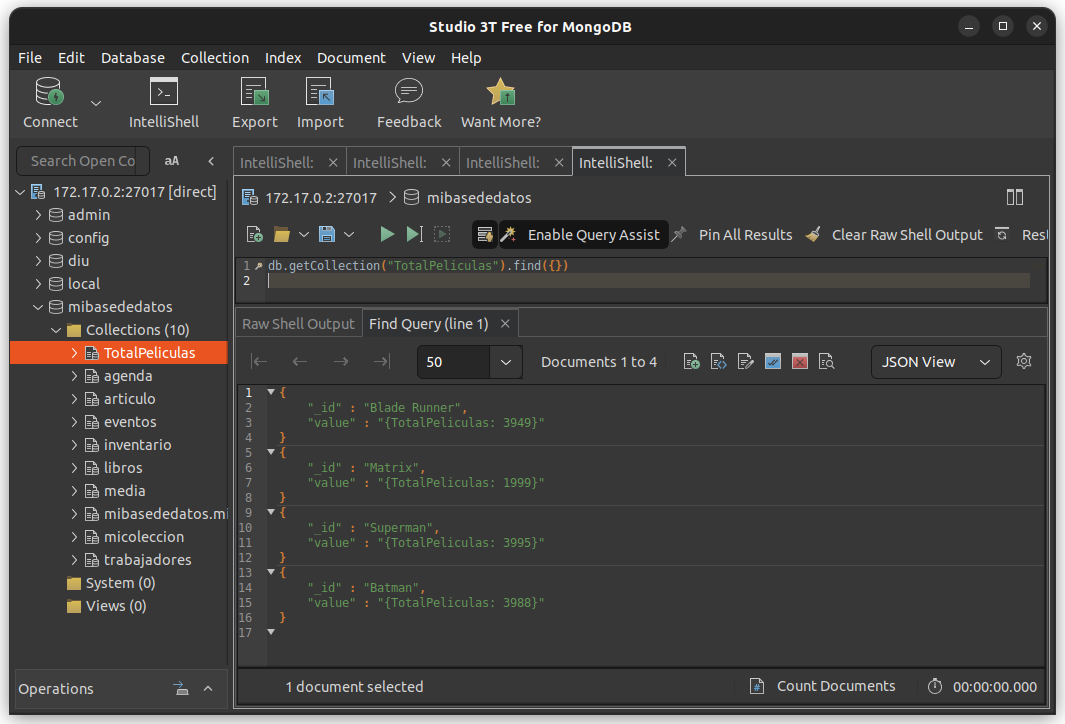 Studio 3T Free for MongoDB
File Edit Database Collection Index Document View Help
Connect IntelliShell Export Import Feedback Want More?
Search Open Co aA
IntelliShell: IntelliShell: IntelliShell: IntelliShell:
172.17.0.2:27017 [direct]
admin
config
diu
local
mibasededatos
Collections (10)
TotalPeliculas
agenda
articulo
eventos
inventario
libros
media
mibasededatos.mi
micoleccion
trabajadores
System (0)
Views (0)
Operations
172.17.0.2:27017 mibasededatos
Enable Query Assist Pin All Results Clear Raw Shell Output Rest
1 db.getCollection("TotalPeliculas").find({})
2
Raw Shell Output Find Query (line 1)
50 Documents 1 to 4 JSON View
1 {
2 "_id" : "Blade Runner",
3 "value" : "{TotalPeliculas: 3949}"
4 }
5 {
6 "_id" : "Matrix",
7 "value" : "{TotalPeliculas: 1999}"
8 }
9 {
10 "_id" : "Superman",
11 "value" : "{TotalPeliculas: 3995}"
12 }
13 {
14 "_id" : "Batman",
15 "value" : "{TotalPeliculas: 3988}"
16 }
17
1 document selected Count Documents 00:00:00.000